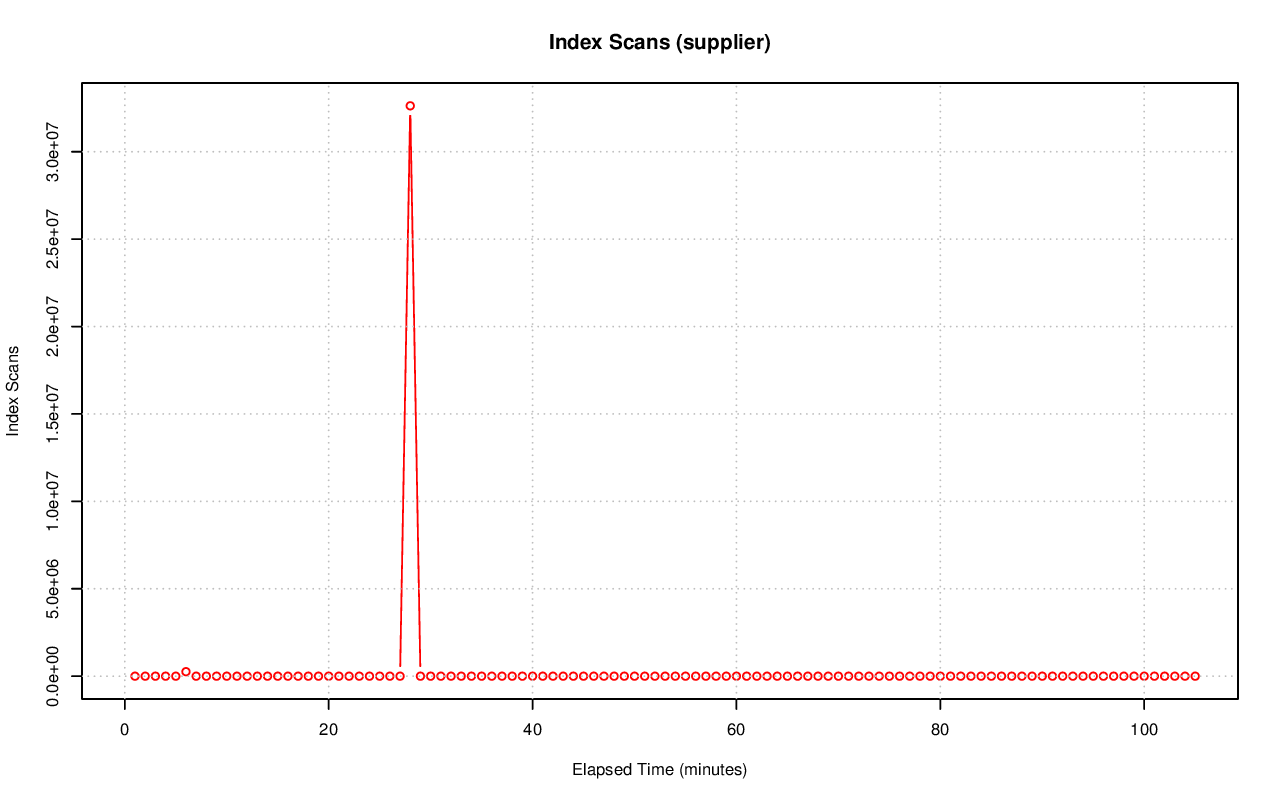 Index Scans (supplier)
Index Scans
3.0e+07
2.5e+07
2.0e+07
1.5e+07
1.0e+07
5.0e+06
0.0e+00
0 20 40 60 80 100
Elapsed Time (minutes)